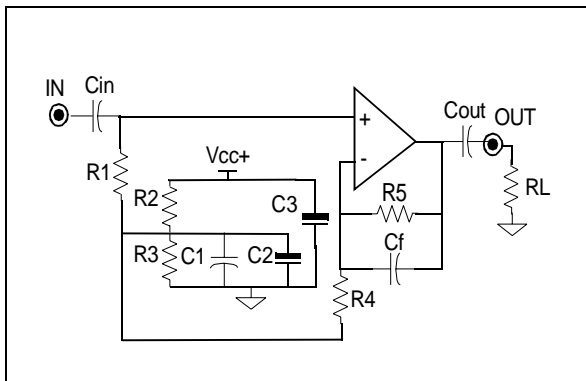 IN
Cin
Cout
OUT
+
-
R1
Vcc+
R2
C3
R5
RL
R3
C1
C2
Cf
R4